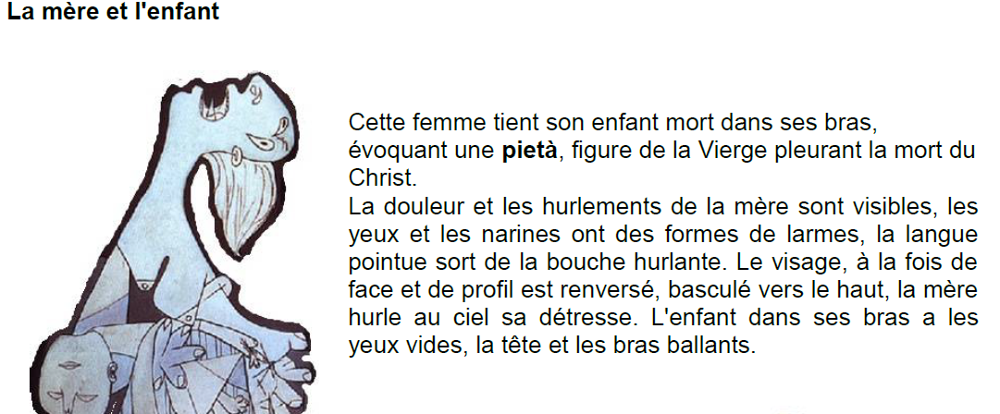 La mère et l'enfant
Cette femme tient son enfant mort dans ses bras,
évoquant une pietà, figure de la Vierge pleurant la mort du
Christ.
La douleur et les hurlements de la mère sont visibles, les
yeux et les narines ont des formes de larmes, la langue
pointue sort de la bouche hurlante. Le visage, à la fois de
face et de profil est renversé, basculé vers le haut, la mère
hurle au ciel sa détresse. L'enfant dans ses bras a les
yeux vides, la tête et les bras ballants.